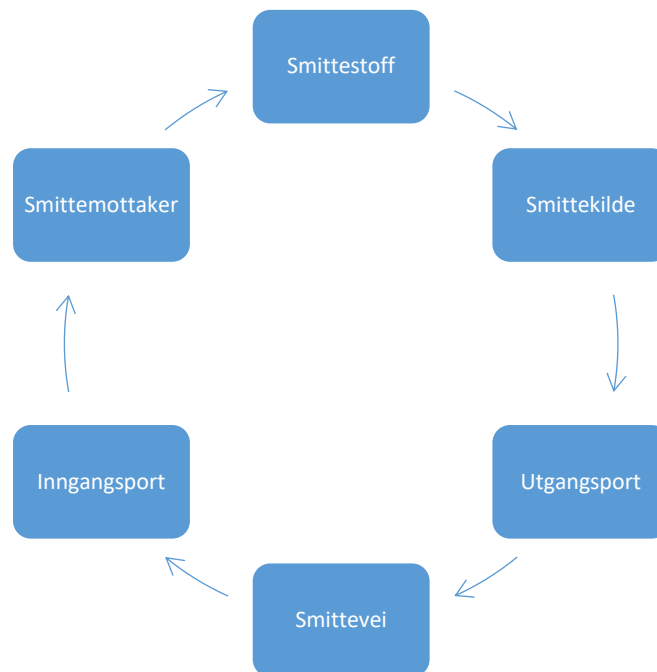 Smittestoff
Smittekilde
Utgangsport
Smittevei
Inngangsport
Smittemottaker